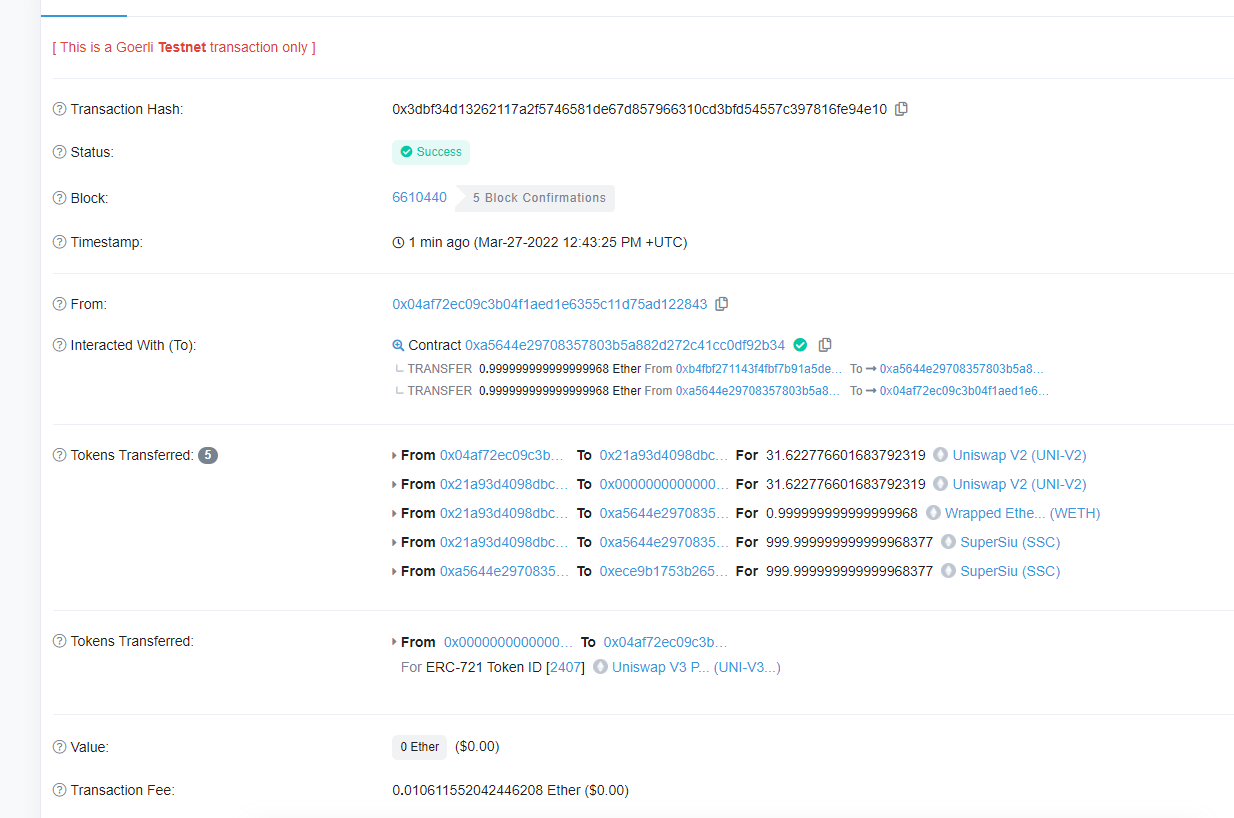 [ This is a Goerli Testnet transaction only ]
Transaction Hash: 0x3dbf34d13262117a2f5746581de67d857966310cd3bfd54557c397816fe94e10
Status: Success
Block: 6610440 5 Block Confirmations
Timestamp: 1 min ago (Mar-27-2022 12:43:25 PM +UTC)
From: 0x04af72ec09c3b04f1aed1e6355c11d75ad122843
Interacted With (To): Contract 0xa5644e29708357803b5a882d272c41cc0df92b34
TRANSFER 0.999999999999999968 Ether From 0xb4fbf271143f4fbf7b91a5de... To → 0xa5644e29708357803b5a8...
TRANSFER 0.999999999999999968 Ether From 0xa5644e29708357803b5a8... To → 0x04af72ec09c3b04f1aed1e6...
Tokens Transferred: 5 From 0x04af72ec09c3b... To 0x21a93d4098dbc... For 31.622776601683792319 Uniswap V2 (UNI-V2)
From 0x21a93d4098dbc... To 0x0000000000000... For 31.622776601683792319 Uniswap V2 (UNI-V2)
From 0x21a93d4098dbc... To 0xa5644e2970835... For 0.999999999999999968 Wrapped Ethe... (WETH)
From 0x21a93d4098dbc... To 0xa5644e2970835... For 999.999999999999968377 SuperSiu (SSC)
From 0xa5644e2970835... To 0xece9b1753b265... For 999.999999999999968377 SuperSiu (SSC)
Tokens Transferred: From 0x0000000000000... To 0x04af72ec09c3b...
For ERC-721 Token ID [2407] Uniswap V3 P... (UNI-V3...)
Value: 0 Ether ($0.00)
Transaction Fee: 0.010611552042446208 Ether ($0.00)